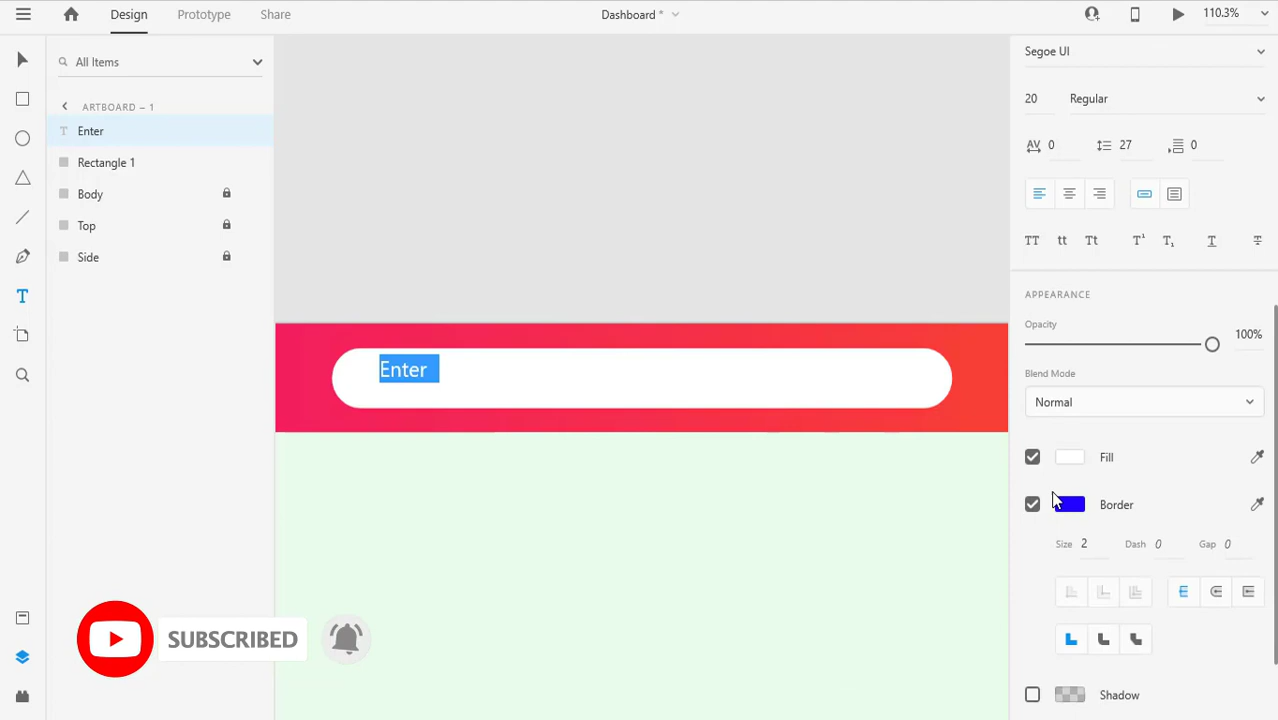 Design
Prototype
Share
Dashboard *
110.3%
All Items
ARTBOARD – 1
T Enter
Rectangle 1
Body
Top
Side
T
Enter
SUBSCRIBED
Segoe UI
20
Regular
AV 0
27
0
TT tt Tt T¹ T, T T
APPEARANCE
Opacity
100%
Blend Mode
Normal
Fill
Border
Size 2 Dash 0 Gap 0
Shadow